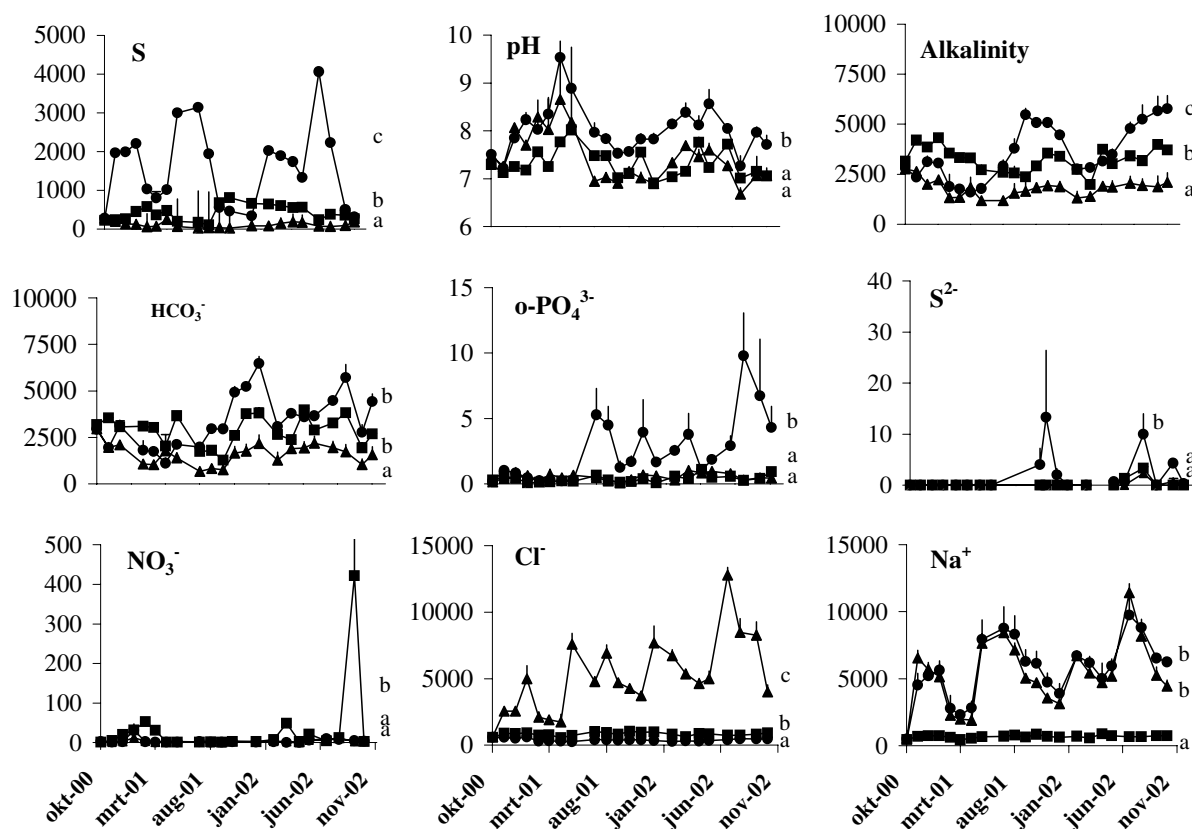 S
5000
4000
3000
2000
1000
0
c
b
a
pH
10
9
8
7
6
b
a
a
Alkalinity
10000
7500
5000
2500
0
c
b
a
HCO₃⁻
10000
7500
5000
2500
0
b
b
a
o-PO₄³⁻
15
10
5
0
b
a
a
S²⁻
40
30
20
10
0
b
a
a
NO₃⁻
500
400
300
200
100
0
b
a
a
okt-00
mrt-01
aug-01
jan-02
jun-02
nov-02
Cl⁻
15000
10000
5000
0
c
b
a
okt-00
mrt-01
aug-01
jan-02
jun-02
nov-02
Na⁺
15000
10000
5000
0
b
b
a
okt-00
mrt-01
aug-01
jan-02
jun-02
nov-02